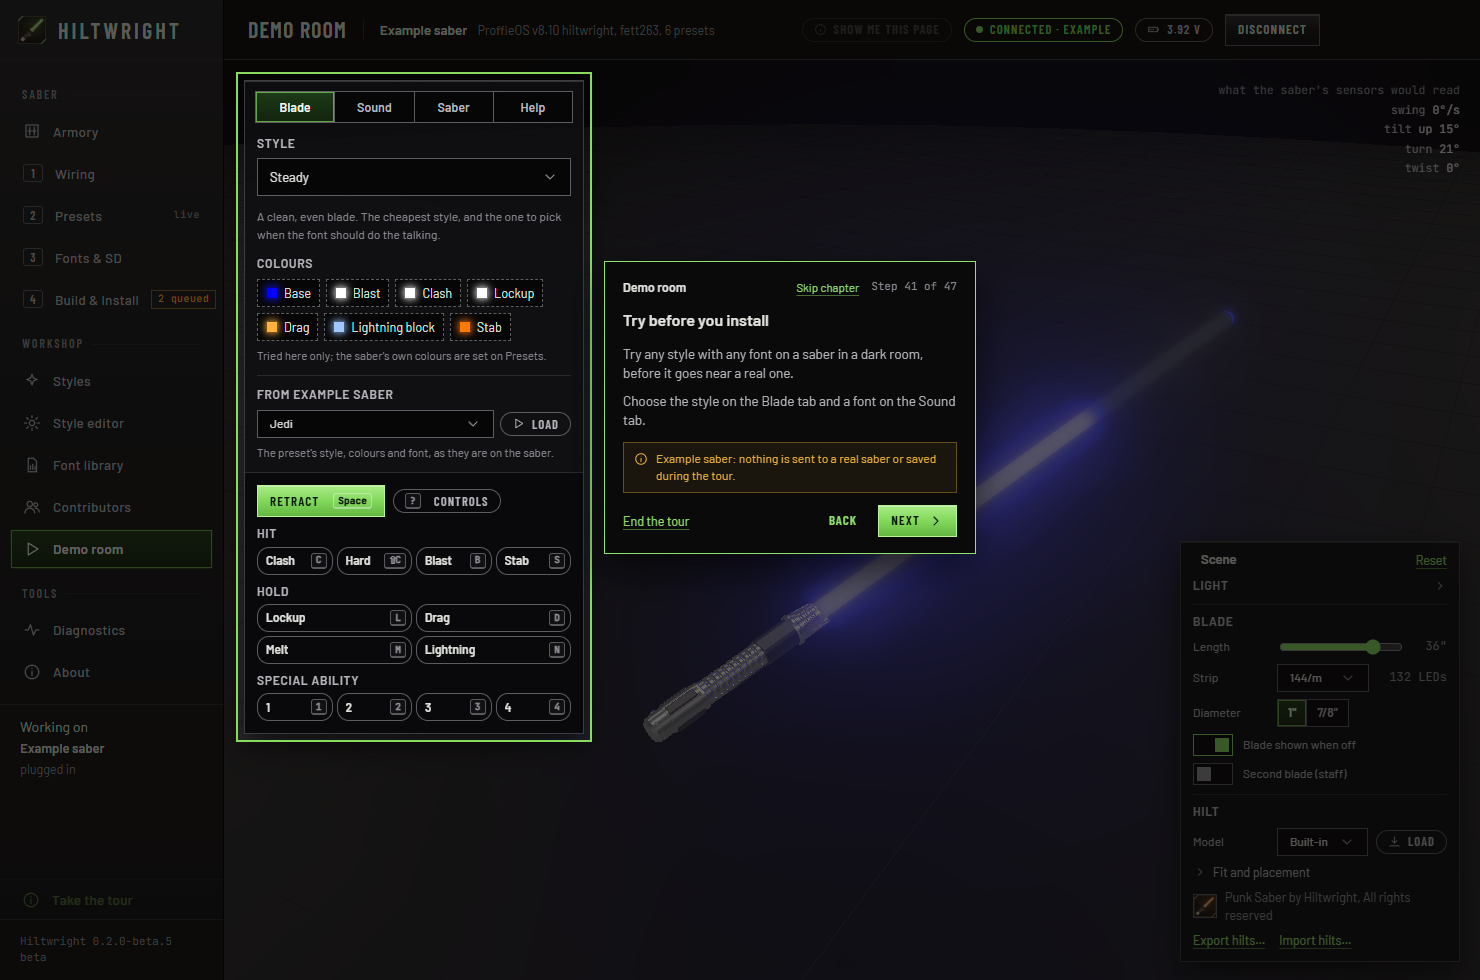 HILTWRIGHT
SABER
Armory
1 Wiring
2 Presets live
3 Fonts & SD
4 Build & Install 2 queued
WORKSHOP
Styles
Style editor
Font library
Contributors
Demo room
TOOLS
Diagnostics
About
Working on
Example saber
plugged in
Take the tour
Hiltwright 0.2.0-beta.5
beta
DEMO ROOM Example saber ProffieOS v8.10 hiltwright, fett263, 6 presets
SHOW ME THIS PAGE CONNECTED · EXAMPLE 3.92 V DISCONNECT
Blade Sound Saber Help
STYLE
Steady
A clean, even blade. The cheapest style, and the one to pick
when the font should do the talking.
COLOURS
Base Blast Clash Lockup
Drag Lightning block Stab
Tried here only; the saber's own colours are set on Presets.
FROM EXAMPLE SABER
Jedi LOAD
The preset's style, colours and font, as they are on the saber.
RETRACT Space ? CONTROLS
HIT
Clash C Hard ⇧C Blast B Stab S
HOLD
Lockup L Drag D
Melt M Lightning N
SPECIAL ABILITY
1 1 2 2 3 3 4 4
Demo room Skip chapter Step 41 of 47
Try before you install
Try any style with any font on a saber in a dark room,
before it goes near a real one.
Choose the style on the Blade tab and a font on the Sound
tab.
Example saber: nothing is sent to a real saber or saved
during the tour.
End the tour BACK NEXT
what the saber's sensors would read
swing 0°/s
tilt up 15°
turn 21°
twist 0°
Scene Reset
LIGHT
BLADE
Length 36"
Strip 144/m 132 LEDs
Diameter 1" 7/8"
Blade shown when off
Second blade (staff)
HILT
Model Built-in LOAD
Fit and placement
Punk Saber by Hiltwright, All rights
reserved
Export hilts... Import hilts...